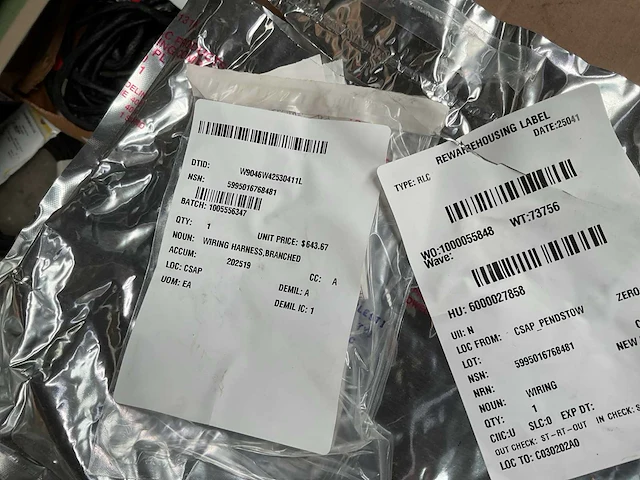 DTID: W9046W42530411L
NSN: 5995016768481
BATCH: 1005556347
QTY: 1 UNIT PRICE: $643.67
NOUN: WIRING HARNESS,BRANCHED
ACCUM: 202519 CC: A
LOC: CSAP DEMIL: A
UOM: EA DEMIL IC: 1
REWAREHOUSING LABEL
TYPE: RLC DATE:25041
WO:1000055848 WT:73756
Wave:
HU: 6000027858
UII: N ZERO
LOC FROM: CSAP_PENDSTOW
LOT:
NSN: 5995016768481
NRN: NEW
NOUN: WIRING
QTY: 1
CIIC:U SLC:0 EXP DT:
OUT CHECK: ST-RT-OUT IN CHECK: S
LOC TO: C030202A0